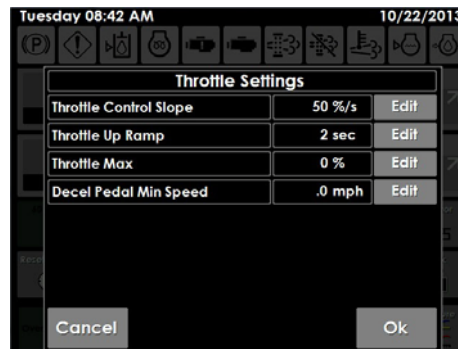 Tuesday 08:42 AM 10/22/2013
(P)
Throttle Settings
Throttle Control Slope 50 %/s Edit
Throttle Up Ramp 2 sec Edit
Throttle Max 0 % Edit
Decel Pedal Min Speed .0 mph Edit
Cancel Ok